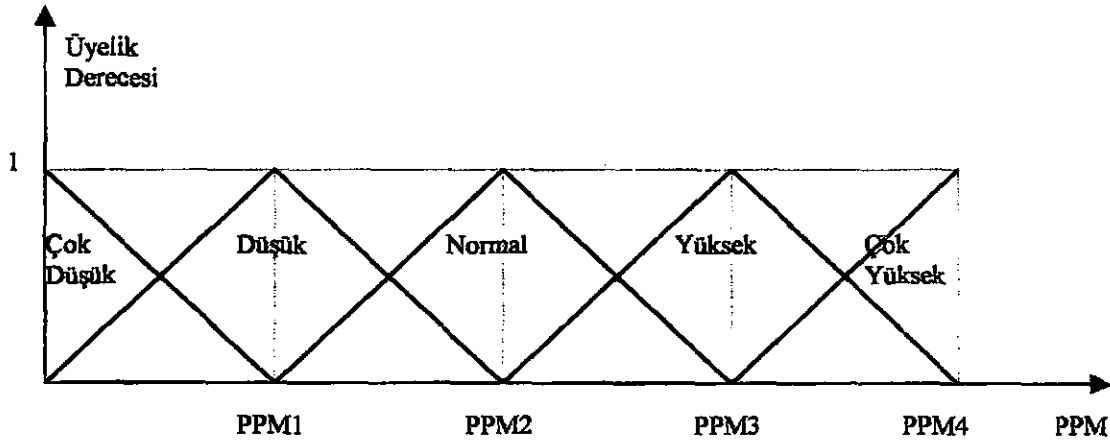 Üyelik
Derecesi
1
Çok
Düşük
Düşük
Normal
Yüksek
Çok
Yüksek
PPM1 PPM2 PPM3 PPM4 PPM